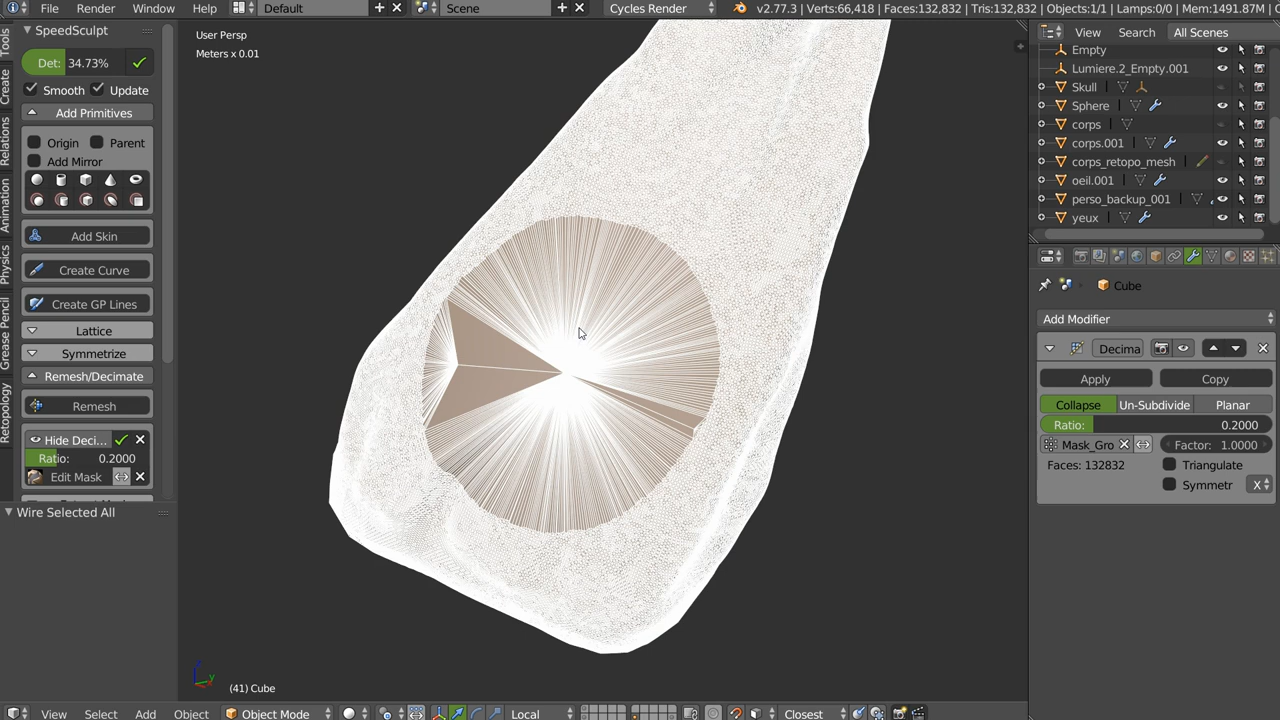 File Render Window Help Default Scene Cycles Render v2.77.3 | Verts:66,418 | Faces:132,832 | Tris:132,832 | Objects:1/1 | Lamps:0/0 | Mem:1491.87M |
SpeedSculpt
Det: 34.73%
Smooth Update
Add Primitives
Origin Parent
Add Mirror
Add Skin
Create Curve
Create GP Lines
Lattice
Symmetrize
Remesh/Decimate
Remesh
Hide Deci...
Ratio: 0.2000
Edit Mask
Wire Selected All
Tools
Create
Relations
Animation
Physics
Grease Pencil
Retopology
User Persp
Meters x 0.01
(41) Cube
View Select Add Object Object Mode Local Closest
View Search All Scenes
Empty
Lumiere.2_Empty.001
Skull
Sphere
corps
corps.001
corps_retopo_mesh
oeil.001
perso_backup_001
yeux
Cube
Add Modifier
Decima
Apply Copy
Collapse Un-Subdivide Planar
Ratio: 0.2000
Mask_Gro Factor: 1.0000
Faces: 132832 Triangulate
Symmetr X